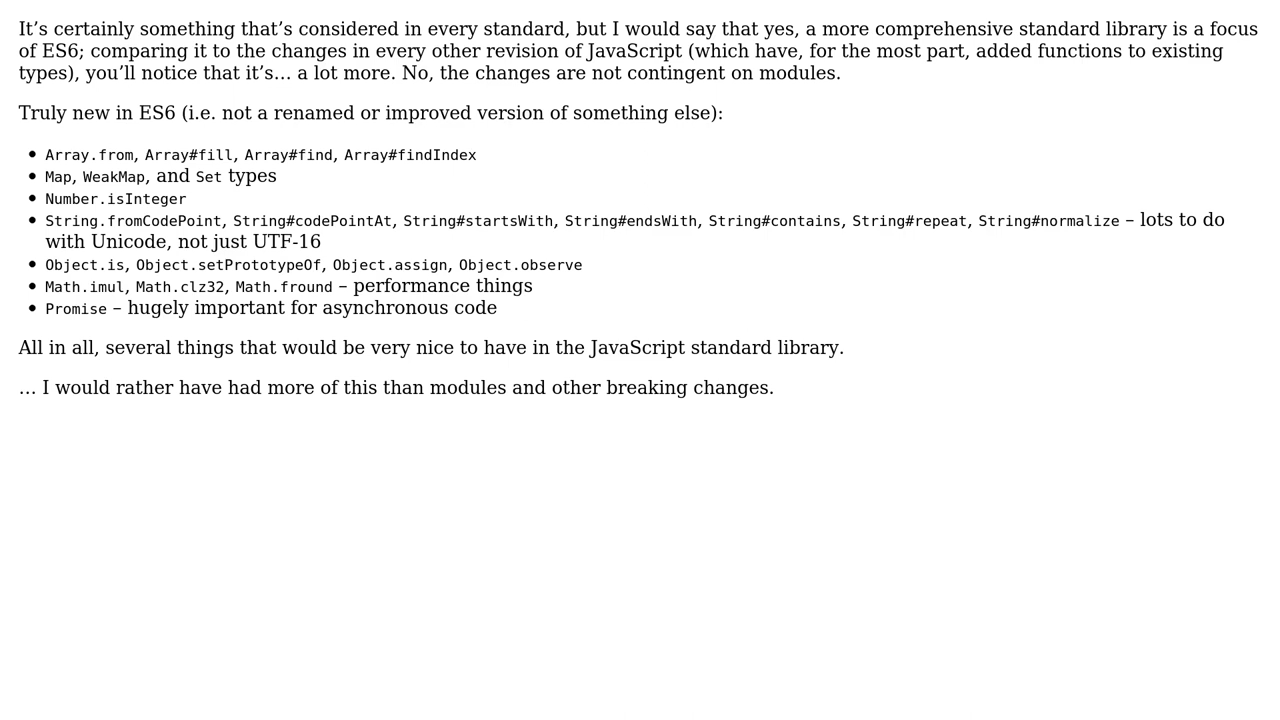 It’s certainly something that’s considered in every standard, but I would say that yes, a more comprehensive standard library is a focus
of ES6; comparing it to the changes in every other revision of JavaScript (which have, for the most part, added functions to existing
types), you’ll notice that it’s… a lot more. No, the changes are not contingent on modules.
Truly new in ES6 (i.e. not a renamed or improved version of something else):
• Array.from, Array#fill, Array#find, Array#findIndex
• Map, WeakMap, and Set types
• Number.isInteger
• String.fromCodePoint, String#codePointAt, String#startsWith, String#endsWith, String#contains, String#repeat, String#normalize – lots to do
with Unicode, not just UTF-16
• Object.is, Object.setPrototypeOf, Object.assign, Object.observe
• Math.imul, Math.clz32, Math.fround – performance things
• Promise – hugely important for asynchronous code
All in all, several things that would be very nice to have in the JavaScript standard library.
… I would rather have had more of this than modules and other breaking changes.